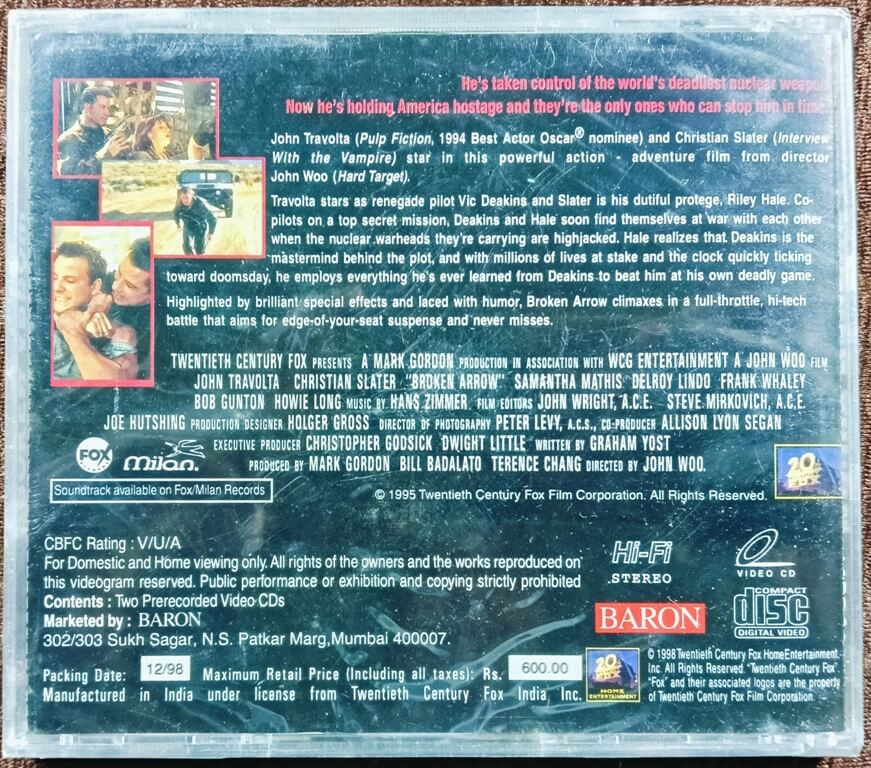 He's taken control of the world's deadliest nuclear weapon
Now he's holding America hostage and they're the only ones who can stop him in time
John Travolta (Pulp Fiction, 1994 Best Actor Oscar® nominee) and Christian Slater (Interview
With the Vampire) star in this powerful action - adventure film from director
John Woo (Hard Target).
Travolta stars as renegade pilot Vic Deakins and Slater is his dutiful protege, Riley Hale. Co-
pilots on a top secret mission, Deakins and Hale soon find themselves at war with each other
when the nuclear warheads they're carrying are highjacked. Hale realizes that Deakins is the
mastermind behind the plot, and with millions of lives at stake and the clock quickly ticking
toward doomsday, he employs everything he's ever learned from Deakins to beat him at his own deadly game.
Highlighted by brilliant special effects and laced with humor, Broken Arrow climaxes in a full-throttle, hi-tech
battle that aims for edge-of-your-seat suspense and never misses.
TWENTIETH CENTURY FOX PRESENTS A MARK GORDON PRODUCTION IN ASSOCIATION WITH WCG ENTERTAINMENT A JOHN WOO FILM
JOHN TRAVOLTA CHRISTIAN SLATER "BROKEN ARROW" SAMANTHA MATHIS DELROY LINDO FRANK WHALEY
BOB GUNTON HOWIE LONG MUSIC BY HANS ZIMMER FILM EDITORS JOHN WRIGHT, A.C.E. STEVE MIRKOVICH, A.C.E.
JOE HUTSHING PRODUCTION DESIGNER HOLGER GROSS DIRECTOR OF PHOTOGRAPHY PETER LEVY, A.C.S., CO-PRODUCER ALLISON LYON SEGAN
EXECUTIVE PRODUCER CHRISTOPHER GODSICK DWIGHT LITTLE WRITTEN BY GRAHAM YOST
PRODUCED BY MARK GORDON BILL BADALATO TERENCE CHANG DIRECTED BY JOHN WOO.
FOX
milan.
Soundtrack available on Fox/Milan Records
© 1995 Twentieth Century Fox Film Corporation. All Rights Reserved.
CBFC Rating : V/U/A
For Domestic and Home viewing only. All rights of the owners and the works reproduced on
this videogram reserved. Public performance or exhibition and copying strictly prohibited
Contents : Two Prerecorded Video CDs
Marketed by : BARON
302/303 Sukh Sagar, N.S. Patkar Marg,Mumbai 400007.
Packing Date: 12/98 Maximum Retail Price (Including all taxes): Rs. 600.00
Manufactured in India under license from Twentieth Century Fox India, Inc.
Hi-Fi
STEREO
VIDEO CD
BARON
COMPACT
disc
DIGITAL VIDEO
20
HOME
ENTERTAINMENT
© 1998 Twentieth Century Fox Home Entertainment,
Inc. All Rights Reserved. "Twentieth Century Fox",
"Fox" and their associated logos are the property
of Twentieth Century Fox Film Corporation.